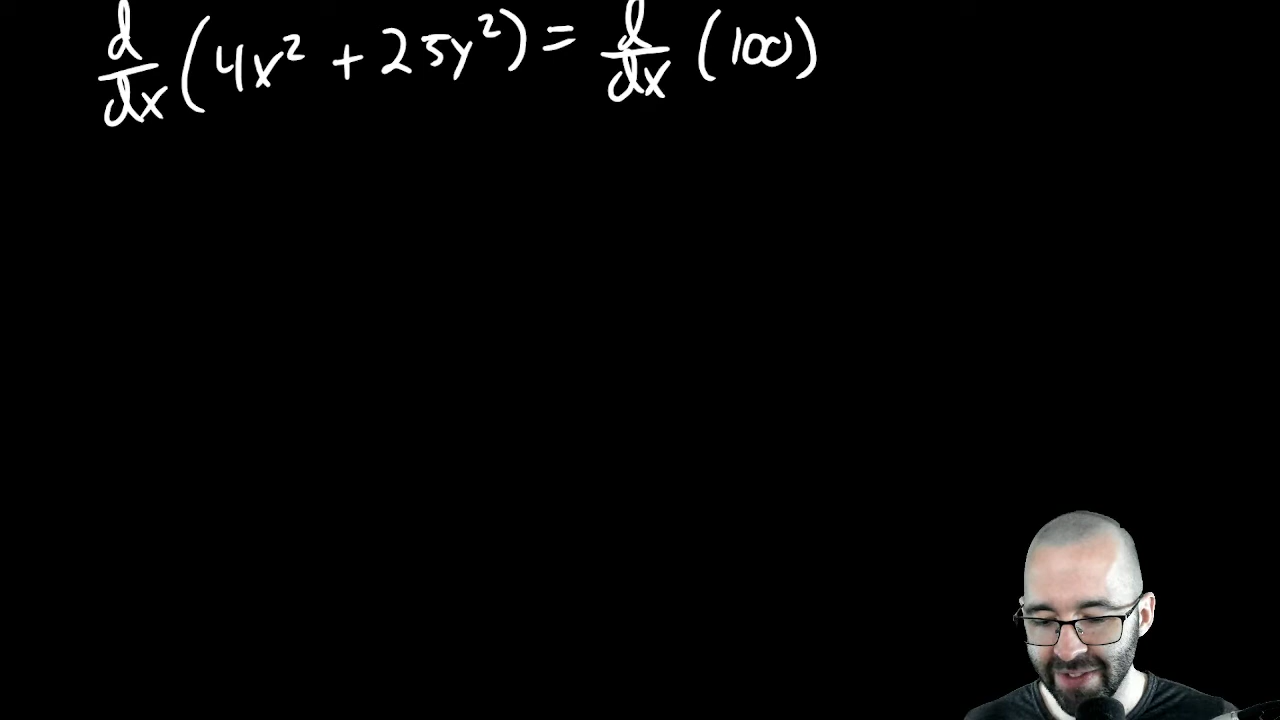 d/dx (4x² + 25y²) = d/dx (100)